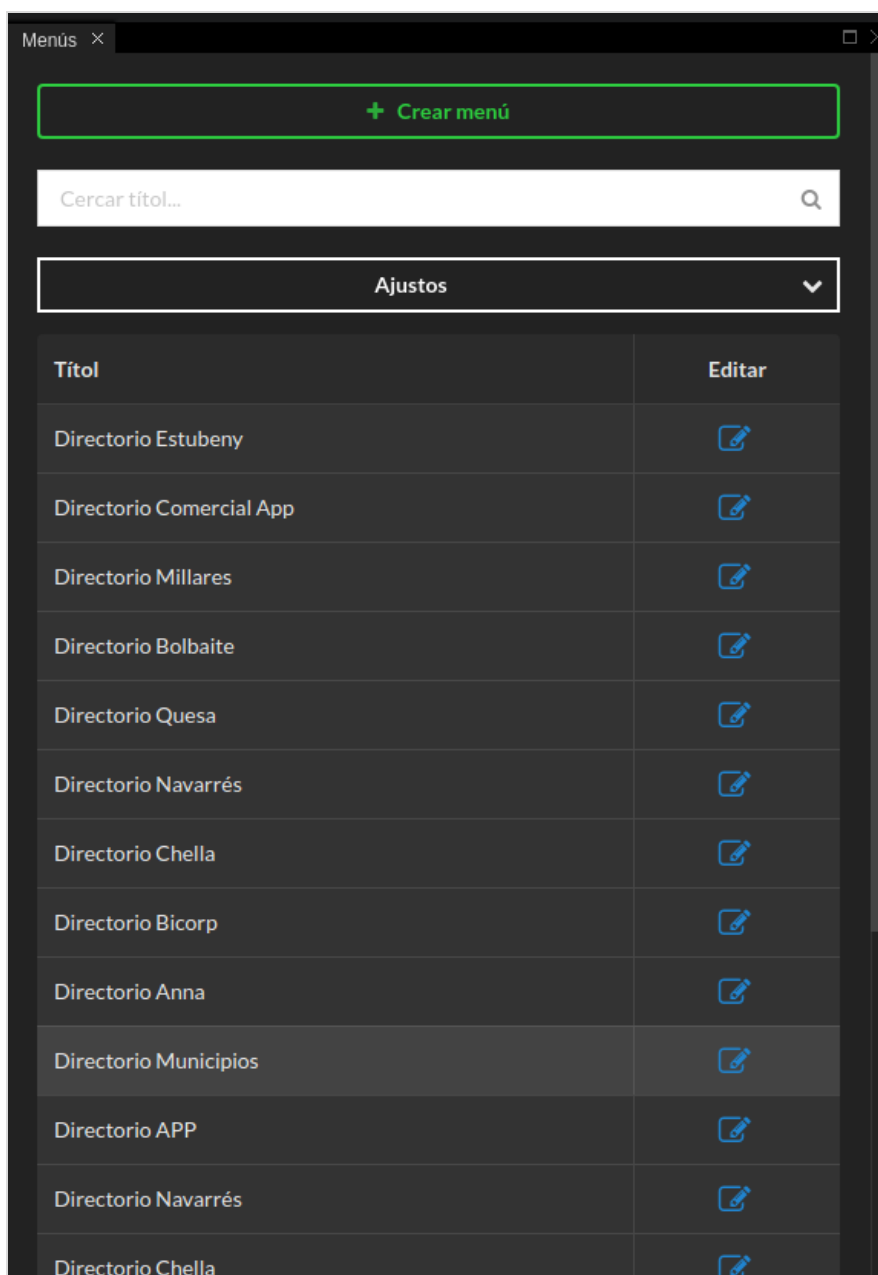 Menús
Crear menú
Cercar títol...
Ajustos
Títol Editar
Directorio Estubeny
Directorio Comercial App
Directorio Millares
Directorio Bolbaite
Directorio Quesa
Directorio Navarrés
Directorio Chella
Directorio Bicorp
Directorio Anna
Directorio Municipios
Directorio APP
Directorio Navarrés
Directorio Chella